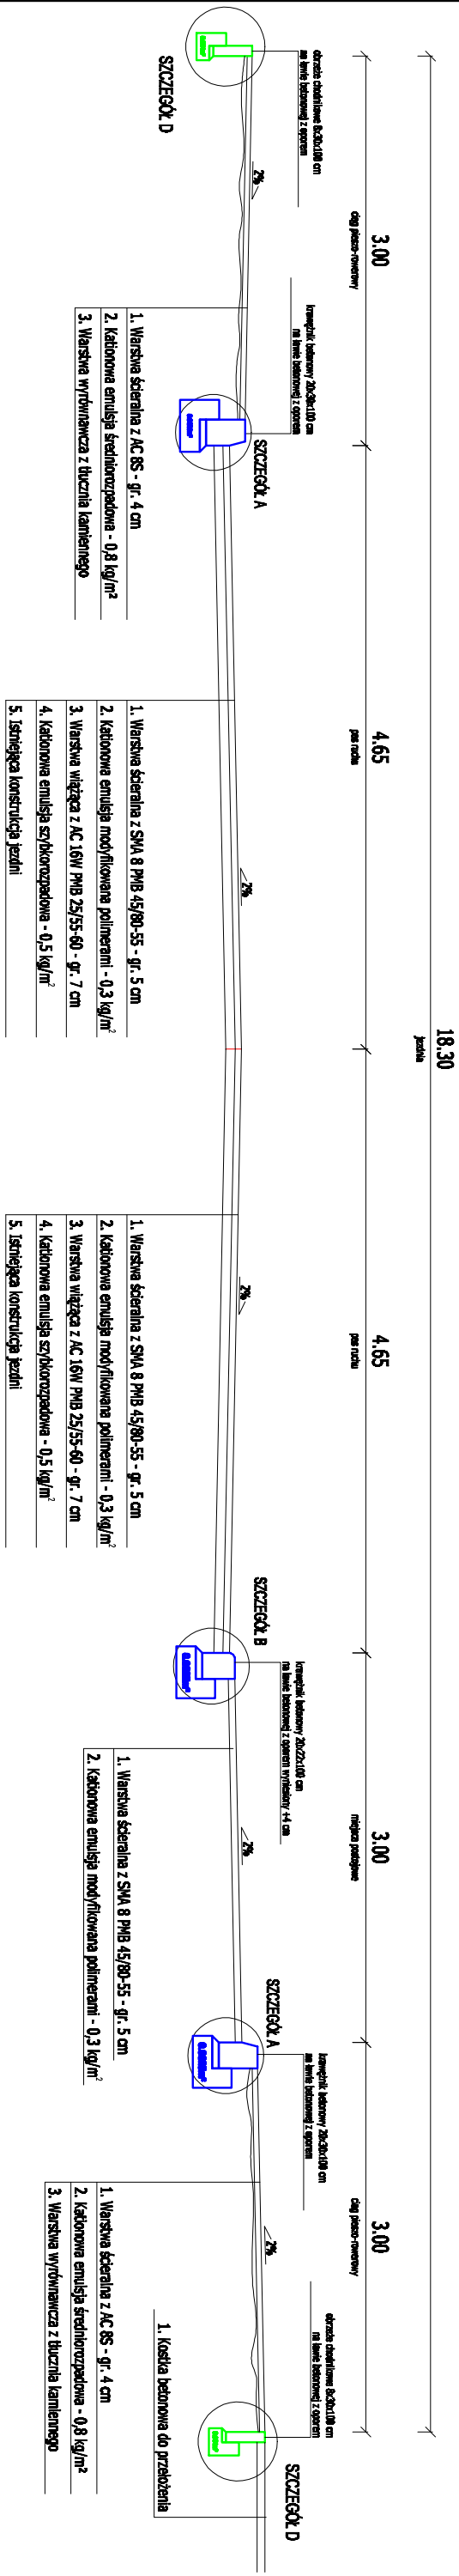 18.30
jezdnia
3.00
ciąg pieszo-rowerowy
4.65
pas ruchu
4.65
pas ruchu
3.00
miejsca postojowe
3.00
ciąg pieszo-rowerowy
obrzeże chodnikowe 8x30x100 cm
na ławie betonowej z oporem
SZCZEGÓŁ D
2%
krawężnik betonowy 20x30x100 cm
na ławie betonowej z oporem
SZCZEGÓŁ A
1. Warstwa ścieralna z AC 8S - gr. 4 cm
2. Kationowa emulsja średniorozpadowa - 0,8 kg/m²
3. Warstwa wyrównawcza z tłucznia kamiennego
2%
1. Warstwa ścieralna z SMA 8 PMB 45/80-55 - gr. 5 cm
2. Kationowa emulsja modyfikowana polimerami - 0,3 kg/m²
3. Warstwa wiążąca z AC 16W PMB 25/55-60 - gr. 7 cm
4. Kationowa emulsja szybkorozpadowa - 0,5 kg/m²
5. Istniejąca konstrukcja jezdni
2%
1. Warstwa ścieralna z SMA 8 PMB 45/80-55 - gr. 5 cm
2. Kationowa emulsja modyfikowana polimerami - 0,3 kg/m²
3. Warstwa wiążąca z AC 16W PMB 25/55-60 - gr. 7 cm
4. Kationowa emulsja szybkorozpadowa - 0,5 kg/m²
5. Istniejąca konstrukcja jezdni
SZCZEGÓŁ B
krawężnik betonowy 20x22x100 cm
na ławie betonowej z oporem wyniesiony +4 cm
2%
1. Warstwa ścieralna z SMA 8 PMB 45/80-55 - gr. 5 cm
2. Kationowa emulsja modyfikowana polimerami - 0,3 kg/m²
SZCZEGÓŁ A
krawężnik betonowy 20x30x100 cm
na ławie betonowej z oporem
2%
1. Warstwa ścieralna z AC 8S - gr. 4 cm
2. Kationowa emulsja średniorozpadowa - 0,8 kg/m²
3. Warstwa wyrównawcza z tłucznia kamiennego
obrzeże chodnikowe 8x30x100 cm
na ławie betonowej z oporem
SZCZEGÓŁ D
1. Kostka betonowa do przełożenia